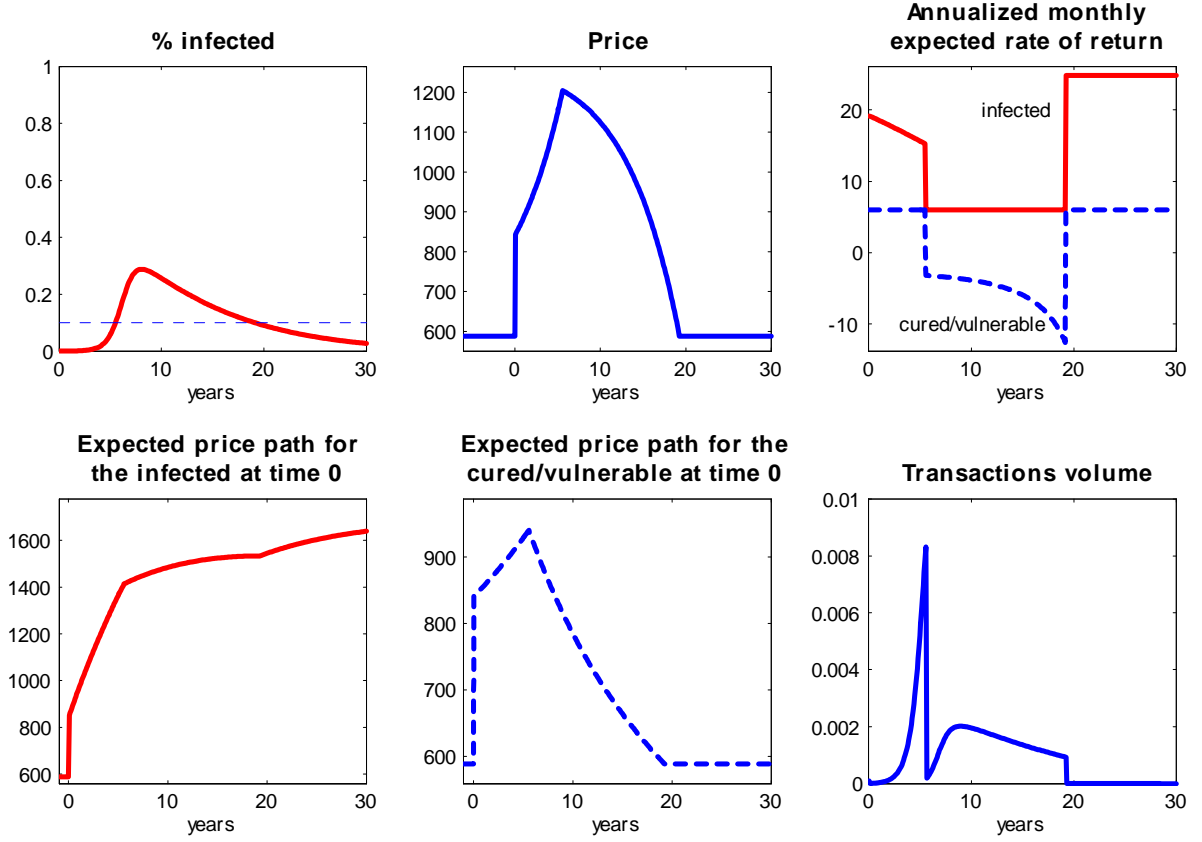 % infected
1
0.8
0.6
0.4
0.2
0
0 10 20 30
years
Price
1200
1100
1000
900
800
700
600
0 10 20 30
years
Annualized monthly
expected rate of return
20
10
0
-10
infected
cured/vulnerable
0 10 20 30
years
Expected price path for
the infected at time 0
1600
1400
1200
1000
800
600
0 10 20 30
years
Expected price path for the
cured/vulnerable at time 0
900
800
700
600
0 10 20 30
years
Transactions volume
0.01
0.008
0.006
0.004
0.002
0
0 10 20 30
years